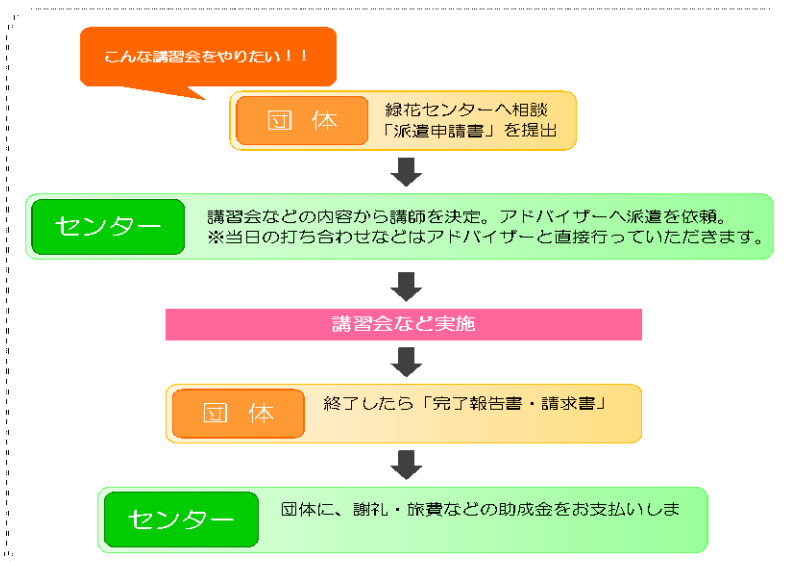 こんな講習会をやりたい！！
団 体
緑花センターへ相談
「派遣申請書」を提出
センター
講習会などの内容から講師を決定。アドバイザーへ派遣を依頼。
※当日の打ち合わせなどはアドバイザーと直接行っていただきます。
講習会など実施
団 体
終了したら「完了報告書・請求書」
センター
団体に、謝礼・旅費などの助成金をお支払いしま